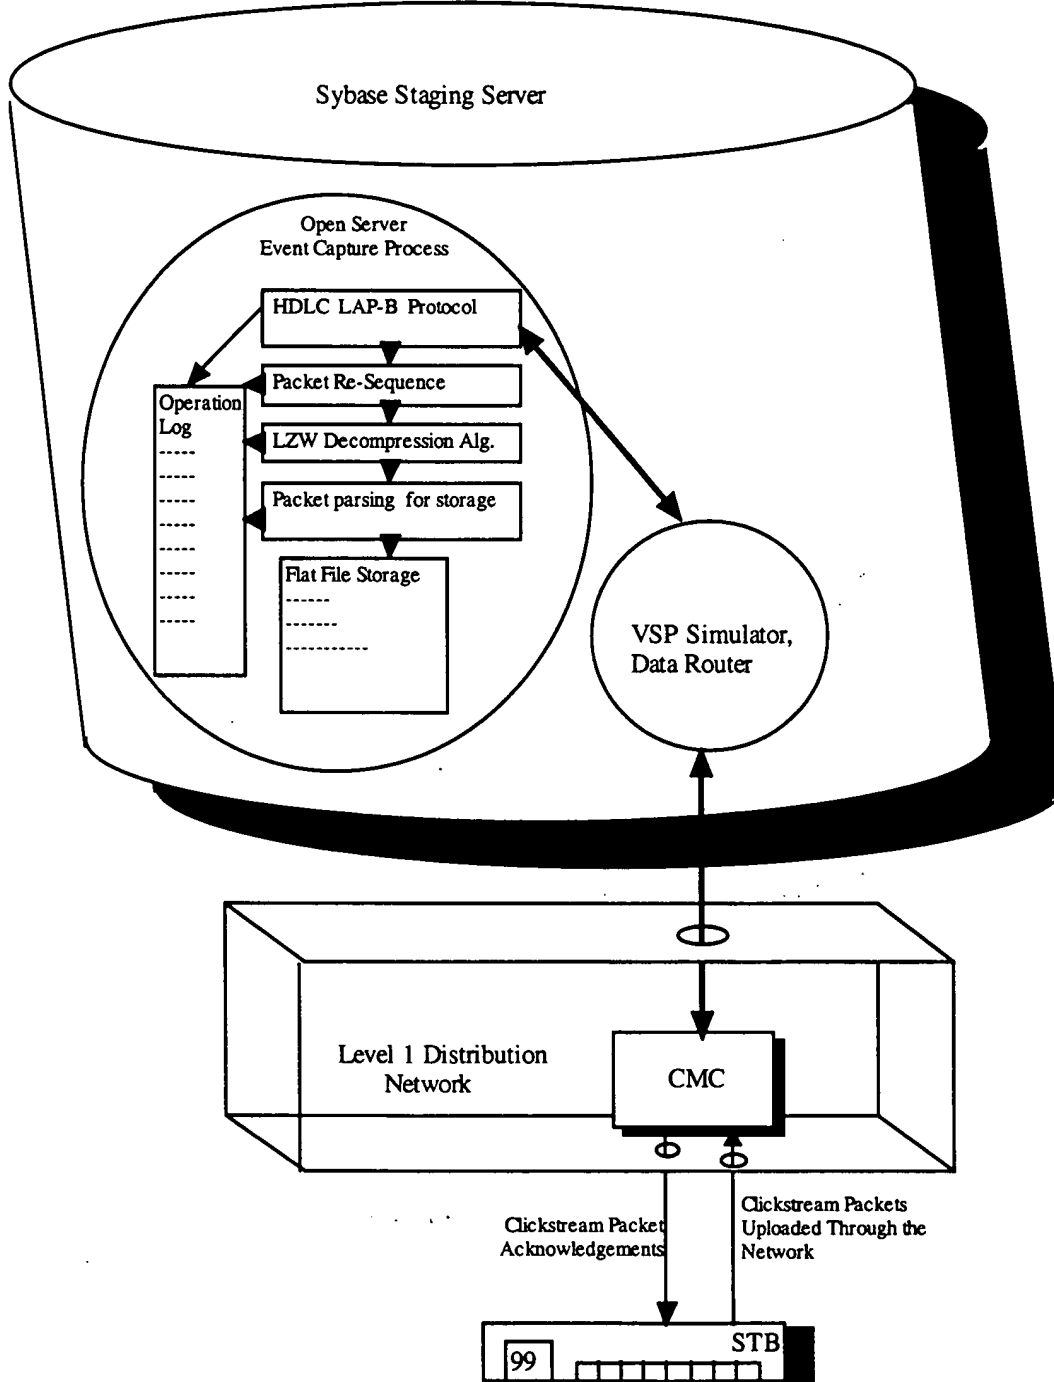 Sybase Staging Server
Open Server
Event Capture Process
HDLC LAP-B Protocol
Packet Re-Sequence
Operation
Log
LZW Decompression Alg.
Packet parsing for storage
Flat File Storage
VSP Simulator,
Data Router
Level 1 Distribution
Network
CMC
Clickstream Packet
Acknowledgements
Clickstream Packets
Uploaded Through the
Network
STB
99